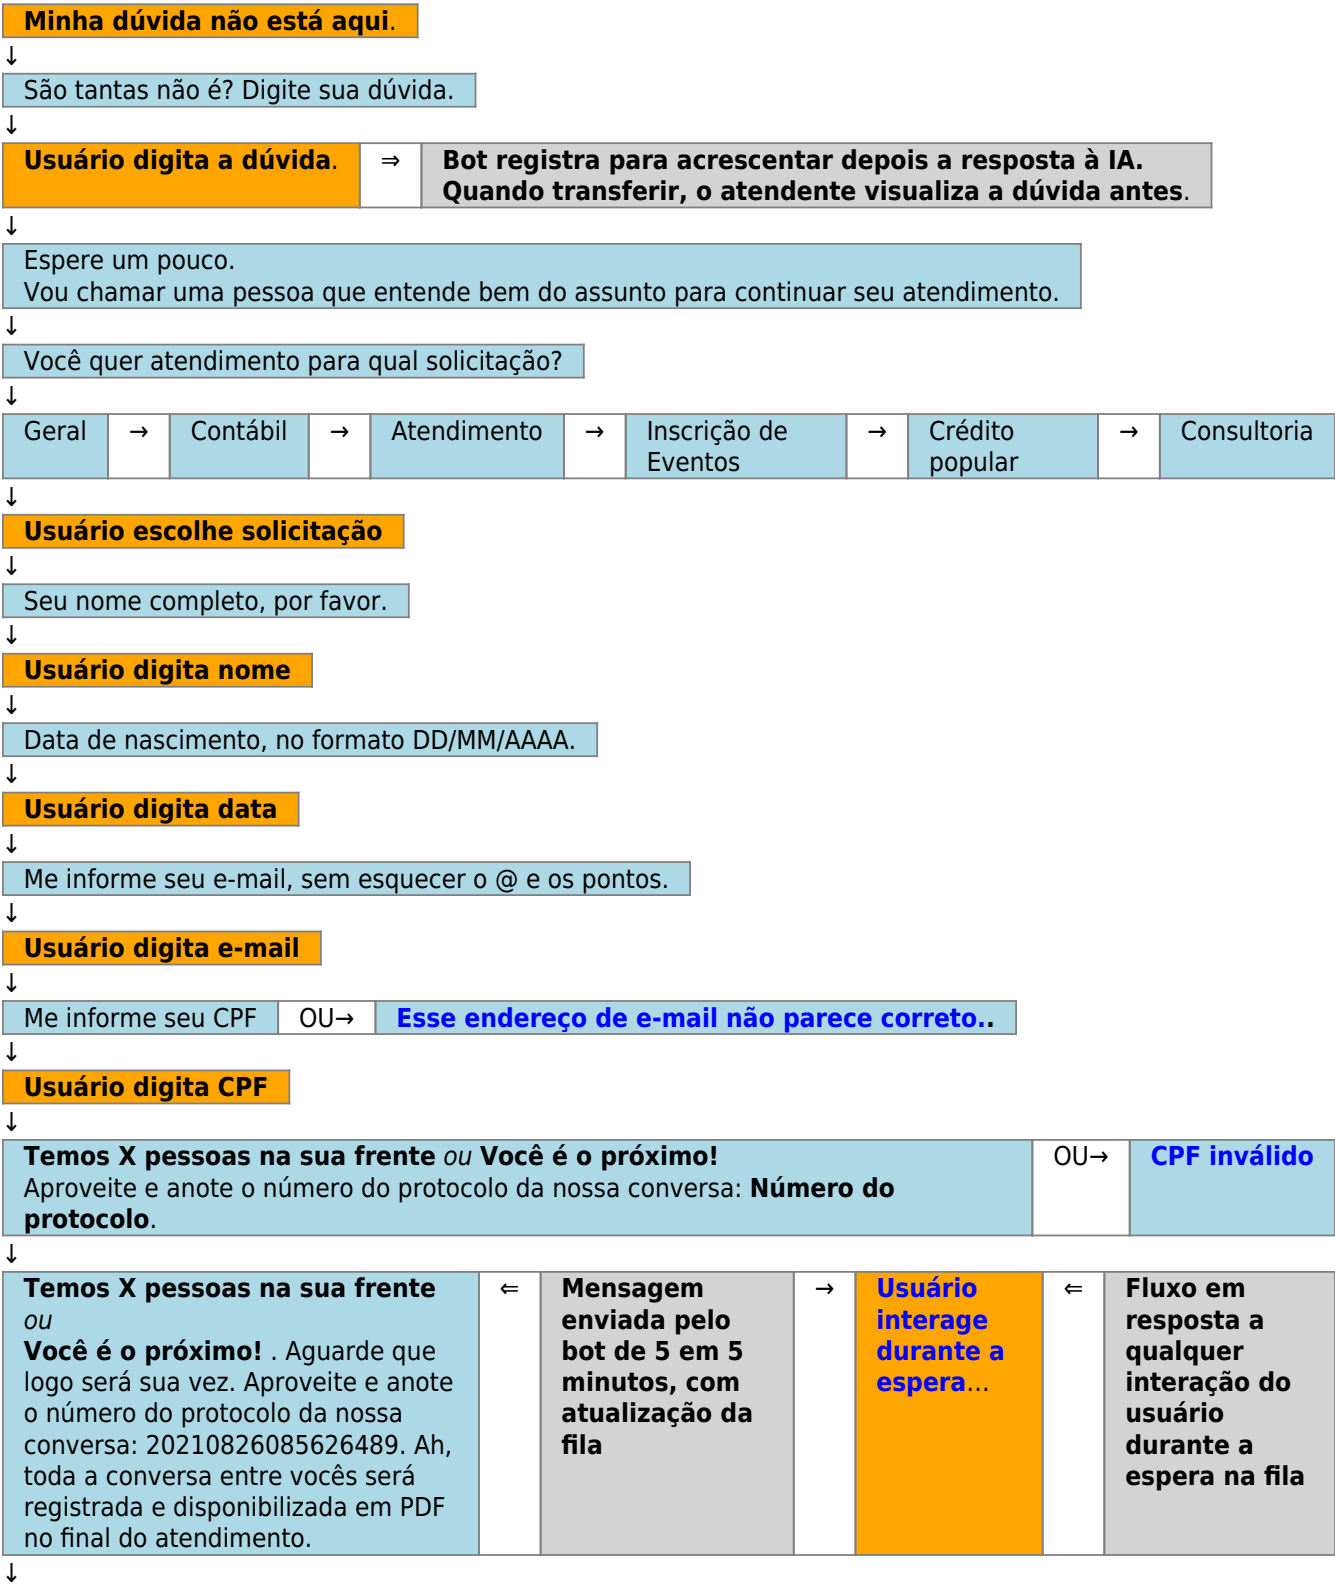 Minha dúvida não está aqui.
↓
São tantas não é? Digite sua dúvida.
↓
Usuário digita a dúvida. ⇒ Bot registra para acrescentar depois a resposta à IA.
Quando transferir, o atendente visualiza a dúvida antes.
↓
Espere um pouco.
Vou chamar uma pessoa que entende bem do assunto para continuar seu atendimento.
↓
Você quer atendimento para qual solicitação?
↓
Geral → Contábil → Atendimento → Inscrição de
Eventos → Crédito
popular → Consultoria
↓
Usuário escolhe solicitação
↓
Seu nome completo, por favor.
↓
Usuário digita nome
↓
Data de nascimento, no formato DD/MM/AAAA.
↓
Usuário digita data
↓
Me informe seu e-mail, sem esquecer o @ e os pontos.
↓
Usuário digita e-mail
↓
Me informe seu CPF OU→ Esse endereço de e-mail não parece correto..
↓
Usuário digita CPF
↓
Temos X pessoas na sua frente ou Você é o próximo!
Aproveite e anote o número do protocolo da nossa conversa: Número do
protocolo.
OU→ CPF inválido
↓
Temos X pessoas na sua frente
ou
Você é o próximo! . Aguarde que
logo será sua vez. Aproveite e anote
o número do protocolo da nossa
conversa: 20210826085626489. Ah,
toda a conversa entre vocês será
registrada e disponibilizada em PDF
no final do atendimento.
⇐
Mensagem
enviada pelo
bot de 5 em 5
minutos, com
atualização da
fila
→
Usuário
interage
durante a
espera...
⇐
Fluxo em
resposta a
qualquer
interação do
usuário
durante a
espera na fila
↓